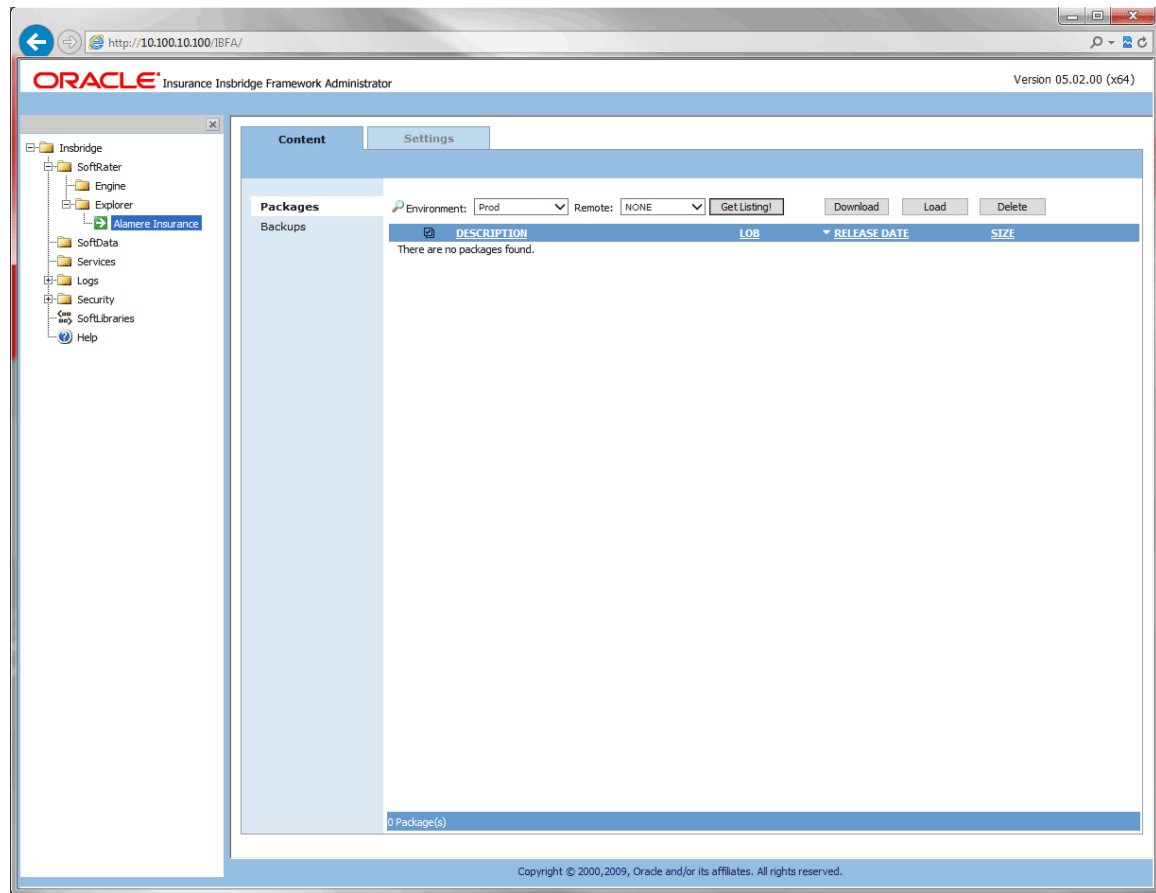 http://10.100.10.100/IBFA/
ORACLE Insurance Insbridge Framework Administrator
Version 05.02.00 (x64)
Insbridge
SoftRater
Engine
Explorer
Alamere Insurance
SoftData
Services
Logs
Security
SoftLibraries
Help
Content Settings
Packages
Backups
Environment: Prod Remote: NONE Get Listing! Download Load Delete
DESCRIPTION LOB RELEASE DATE SIZE
There are no packages found.
0 Package(s)
Copyright © 2000,2009, Oracle and/or its affiliates. All rights reserved.